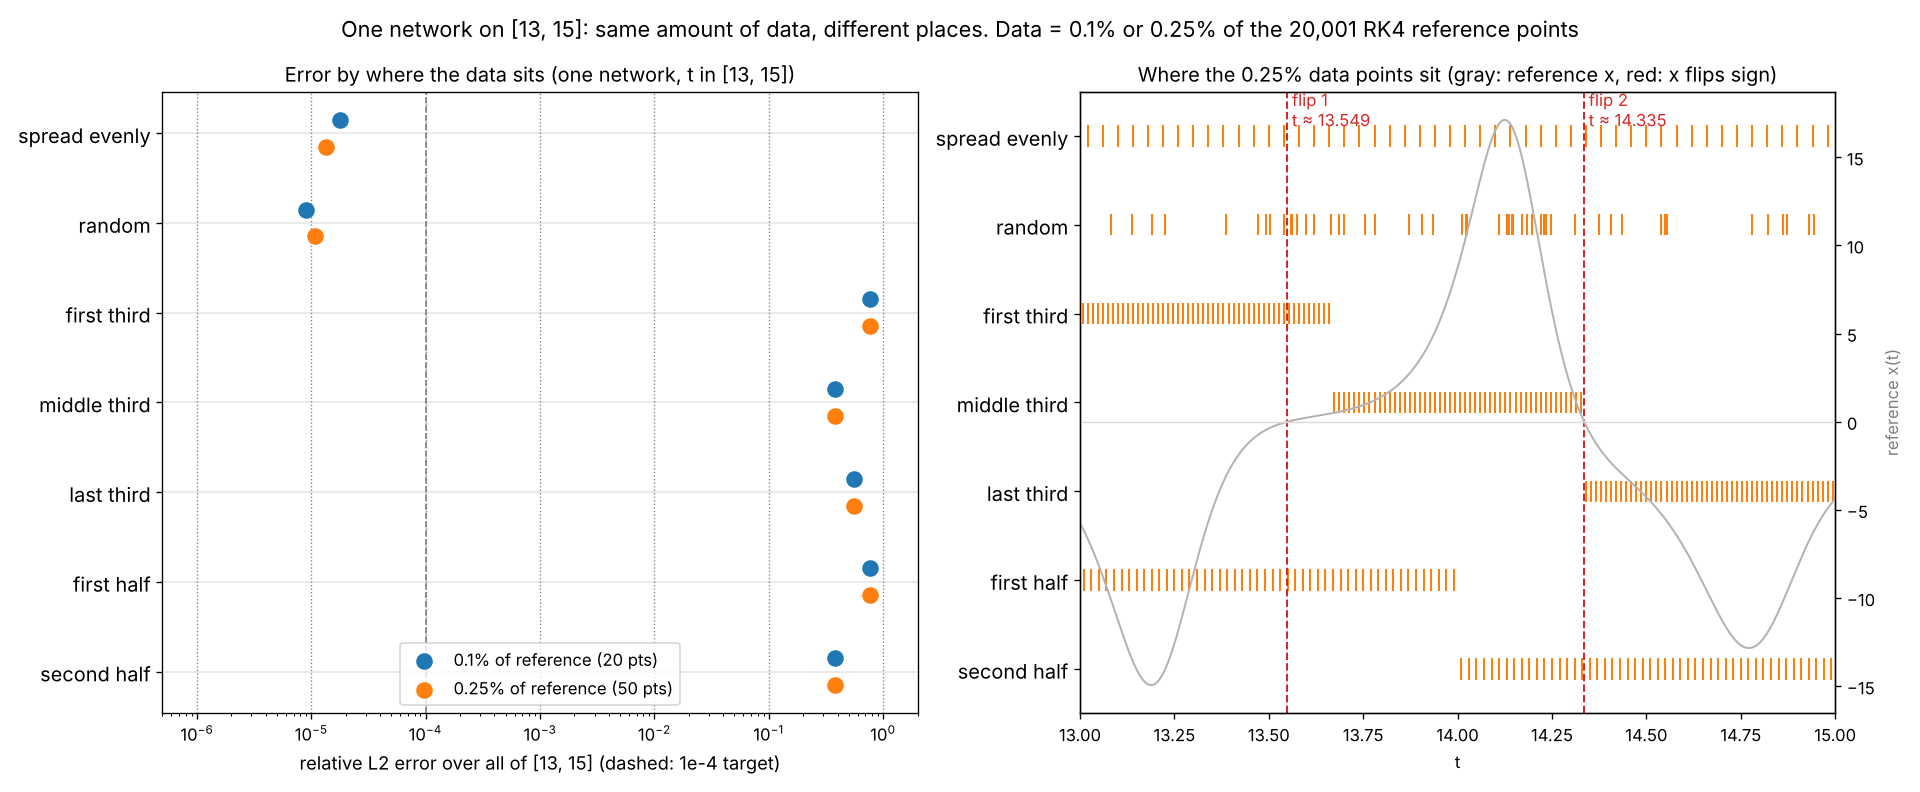 One network on [13, 15]: same amount of data, different places. Data = 0.1% or 0.25% of the 20,001 RK4 reference points
Error by where the data sits (one network, t in [13, 15])
spread evenly
random
first third
middle third
last third
first half
second half
0.1% of reference (20 pts)
0.25% of reference (50 pts)
10⁻⁶ 10⁻⁵ 10⁻⁴ 10⁻³ 10⁻² 10⁻¹ 10⁰
relative L2 error over all of [13, 15] (dashed: 1e-4 target)
Where the 0.25% data points sit (gray: reference x, red: x flips sign)
flip 1
t ≈ 13.549
flip 2
t ≈ 14.335
spread evenly
random
first third
middle third
last third
first half
second half
15
10
5
0
−5
−10
−15
reference x(t)
13.00 13.25 13.50 13.75 14.00 14.25 14.50 14.75 15.00
t